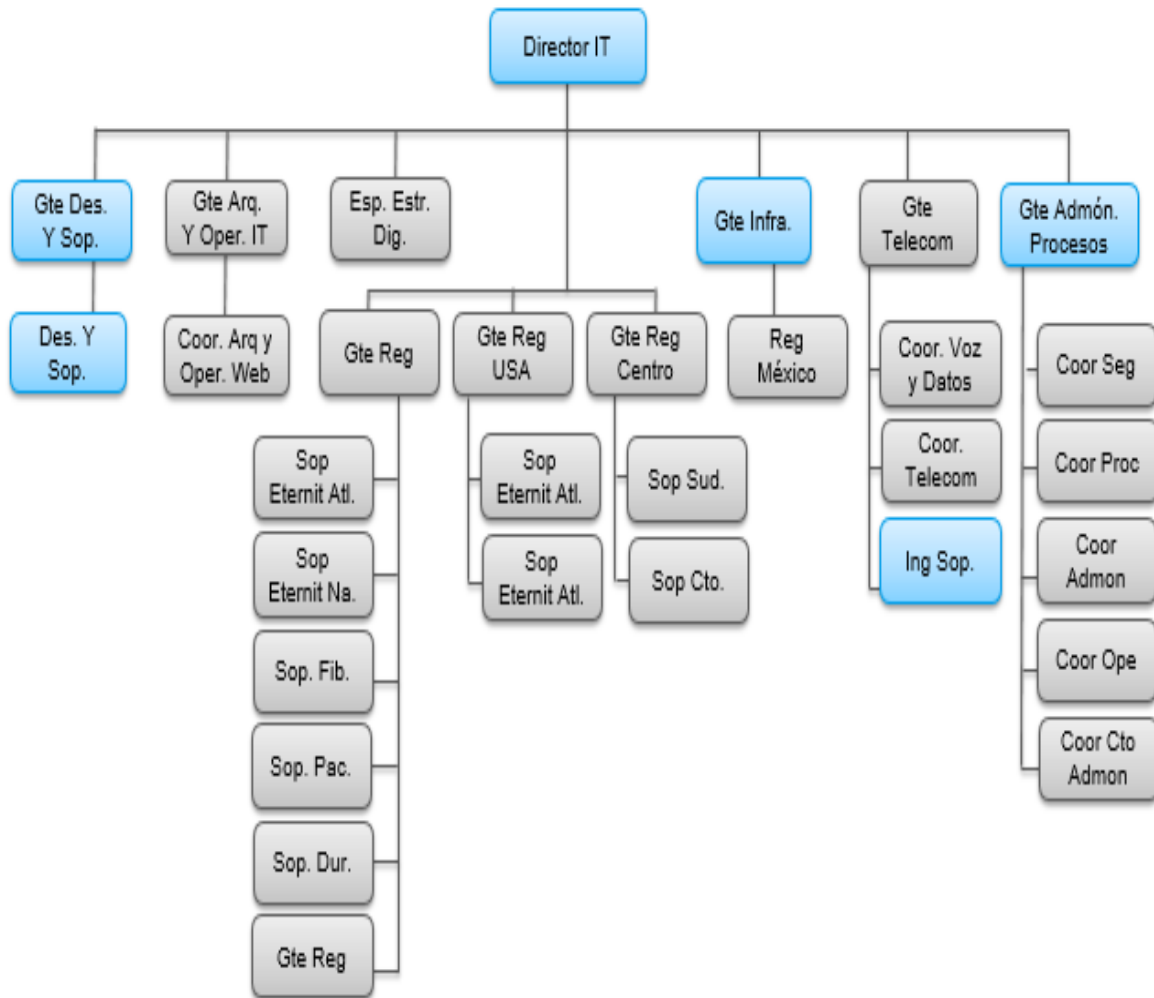 Director IT
Gte Des.
Y Sop.
Gte Arq.
Y Oper. IT
Esp. Estr.
Dig.
Gte Infra.
Gte
Telecom
Gte Admón.
Procesos
Des. Y
Sop.
Coor. Arq y
Oper. Web
Gte Reg
Gte Reg
USA
Gte Reg
Centro
Reg
México
Coor. Voz
y Datos
Coor Seg
Sop
Eternit Atl.
Sop
Eternit Atl.
Sop Sud.
Coor.
Telecom
Coor Proc
Sop
Eternit Na.
Sop
Eternit Atl.
Sop Cto.
Ing Sop.
Coor
Admon
Sop. Fib.
Coor Ope
Sop. Pac.
Coor Cto
Admon
Sop. Dur.
Gte Reg